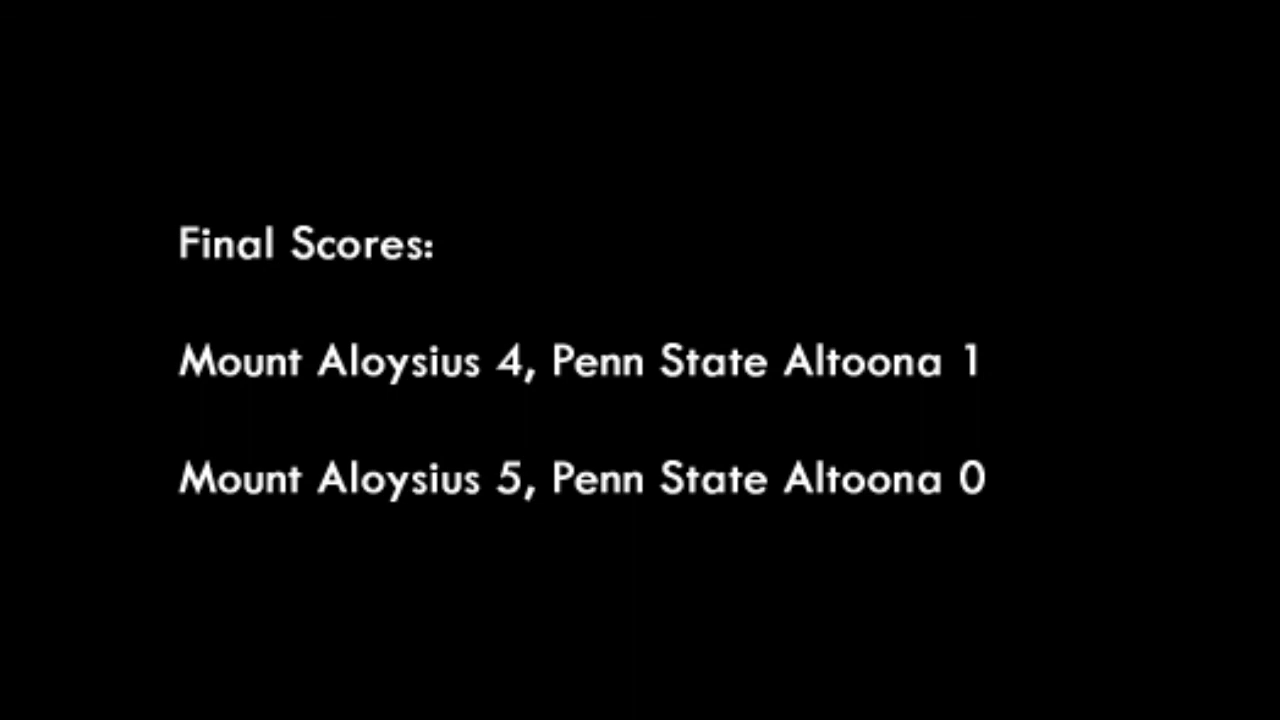 Final Scores:
Mount Aloysius 4, Penn State Altoona 1
Mount Aloysius 5, Penn State Altoona 0